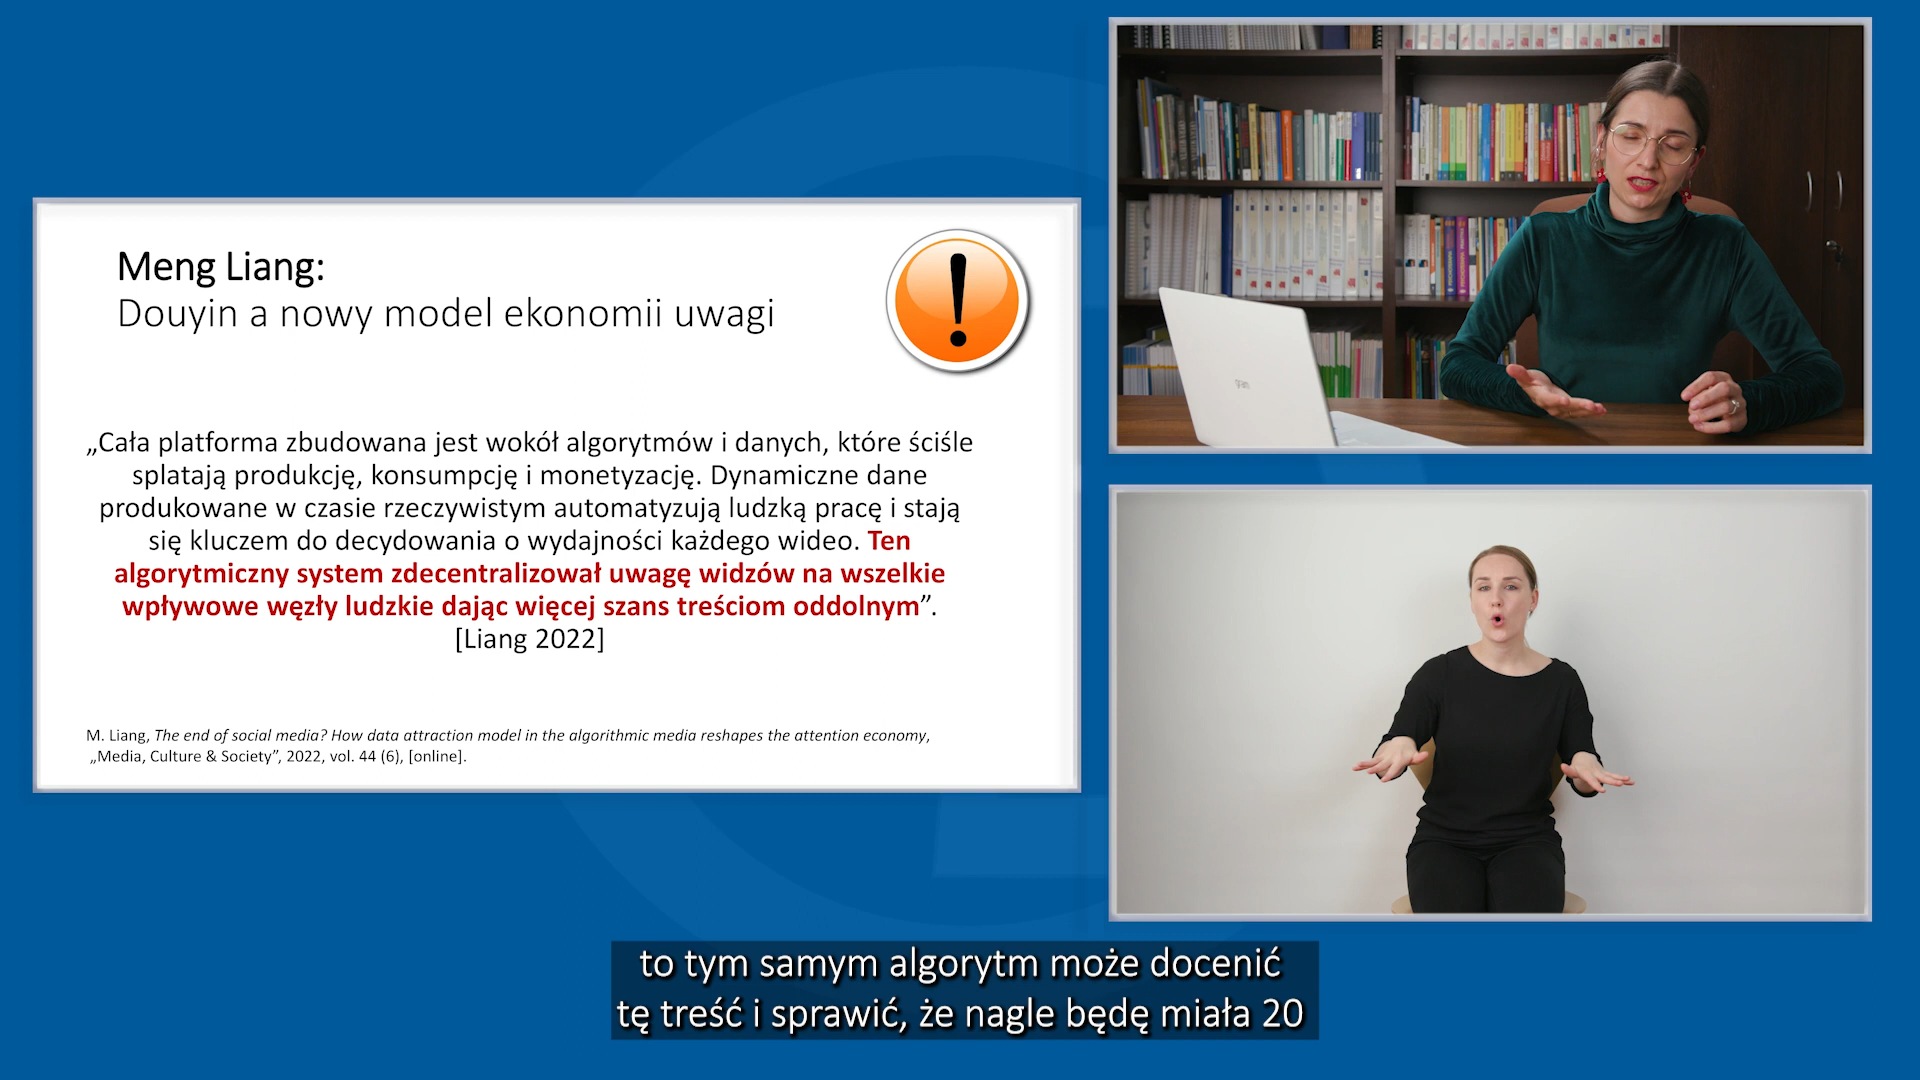 Meng Liang:
Douyin a nowy model ekonomii uwagi
„Cała platforma zbudowana jest wokół algorytmów i danych, które ściśle
splatają produkcję, konsumpcję i monetyzację. Dynamiczne dane
produkowane w czasie rzeczywistym automatyzują ludzką pracę i stają
się kluczem do decydowania o wydajności każdego wideo. Ten
algorytmiczny system zdecentralizował uwagę widzów na wszelkie
wpływowe węzły ludzkie dając więcej szans treściom oddolnym”.
[Liang 2022]
M. Liang, The end of social media? How data attraction model in the algorithmic media reshapes the attention economy,
„Media, Culture & Society”, 2022, vol. 44 (6), [online].
gram
to tym samym algorytm może docenić
tę treść i sprawić, że nagle będę miała 20